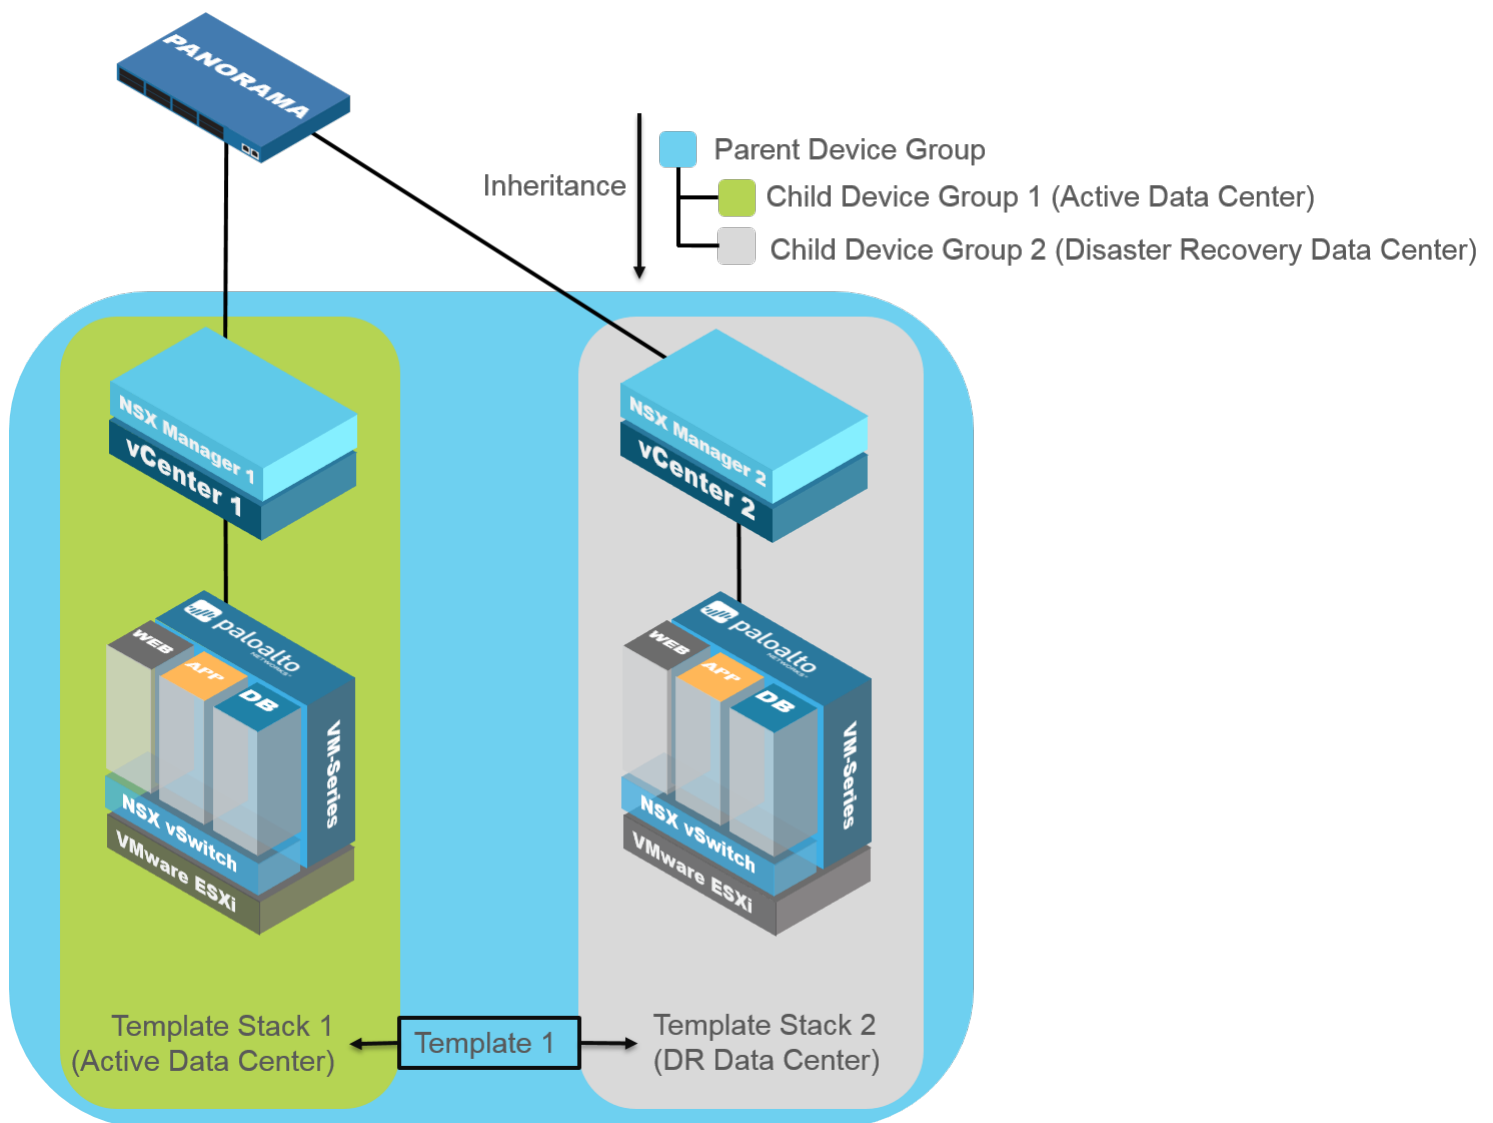 PANORAMA
Inheritance
Parent Device Group
Child Device Group 1 (Active Data Center)
Child Device Group 2 (Disaster Recovery Data Center)
NSX Manager 1
vCenter 1
NSX Manager 2
vCenter 2
paloalto
NETWORKS
WEB
APP
DB
VM-Series
NSX vSwitch
VMware ESXi
paloalto
NETWORKS
WEB
APP
DB
VM-Series
NSX vSwitch
VMware ESXi
Template Stack 1
(Active Data Center)
Template 1
Template Stack 2
(DR Data Center)